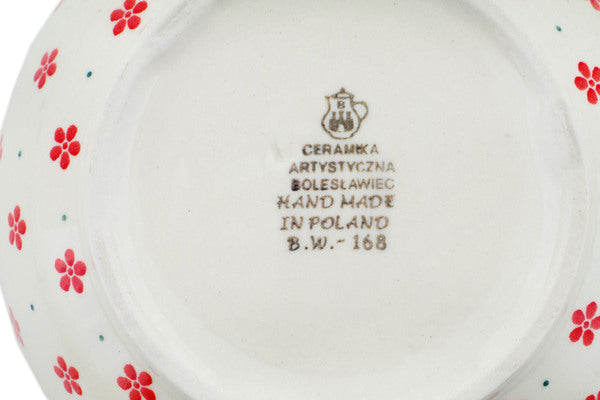 B
CERAMIKA
ARTYSTYCZNA
BOLESŁAWIEC
HAND MADE
IN POLAND
B.W.-168